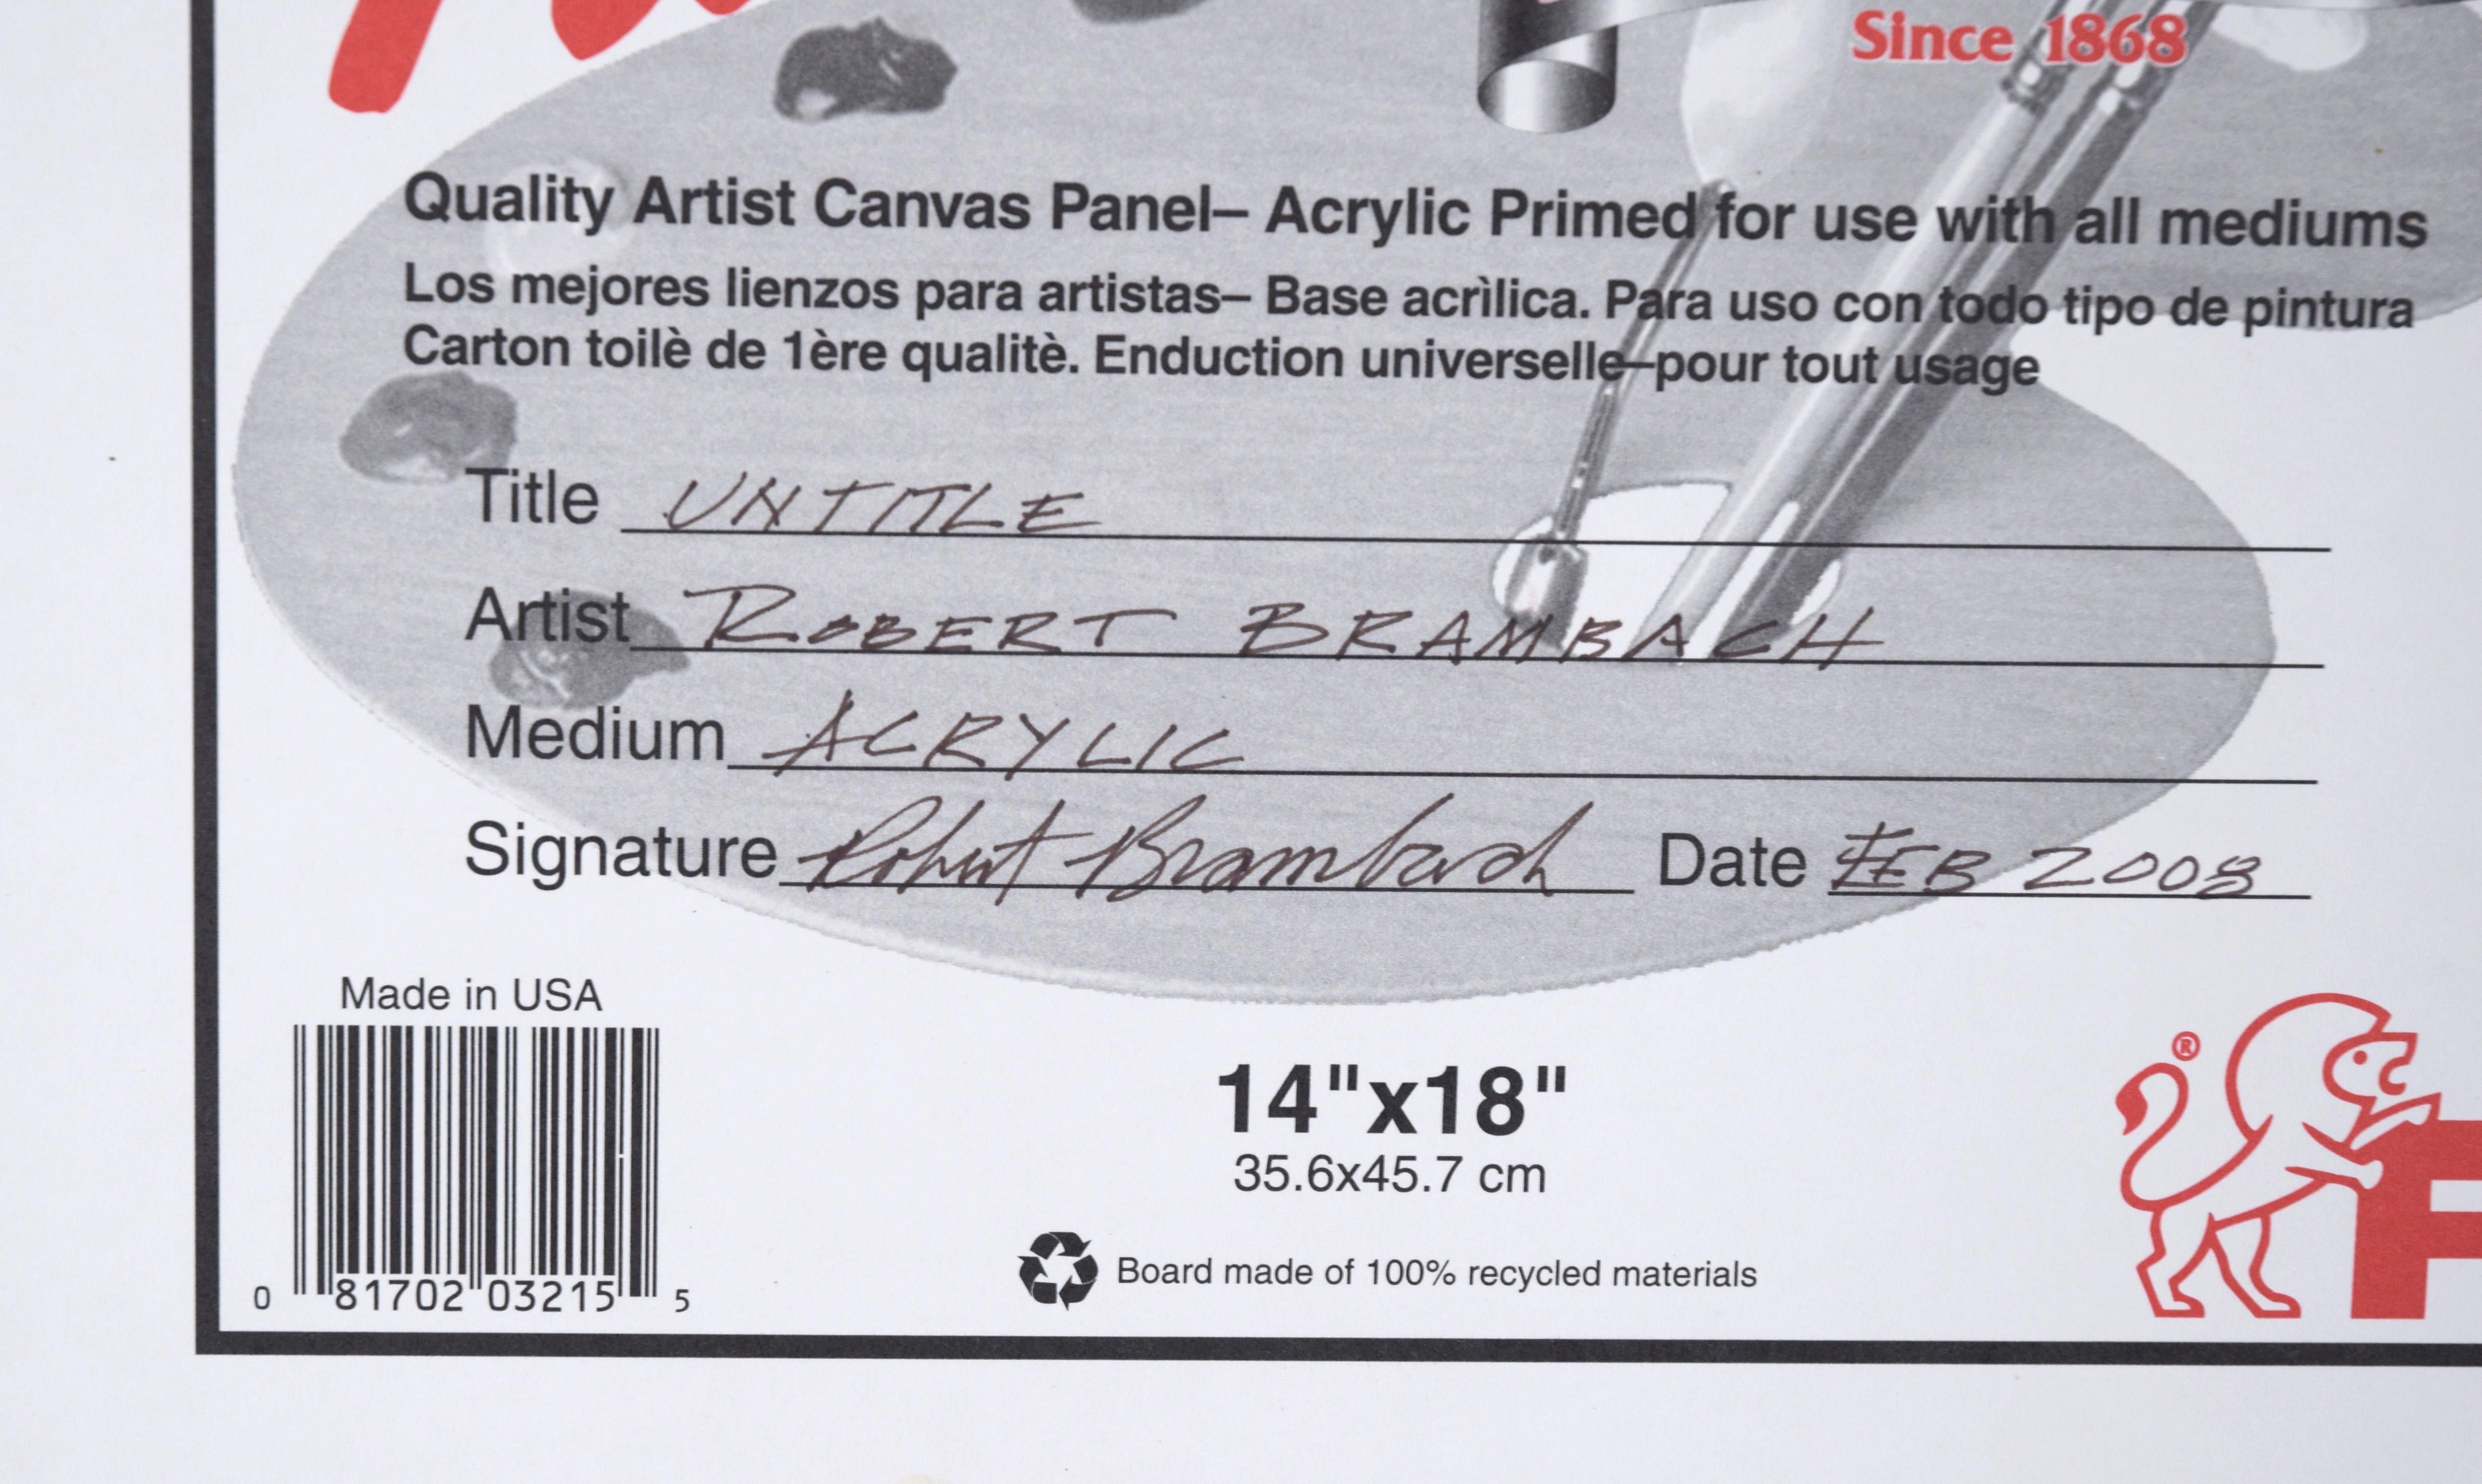 Since 1868
Quality Artist Canvas Panel– Acrylic Primed for use with all mediums
Los mejores lienzos para artistas– Base acrìlica. Para uso con todo tipo de pintura
Carton toilè de 1ère qualitè. Enduction universelle–pour tout usage
Title UNTITLE
Artist ROBERT BRAMBACH
Medium ACRYLIC
Signature Robert Brambach Date FEB 2008
Made in USA
0 81702 03215 5
14"x18"
35.6x45.7 cm
Board made of 100% recycled materials
®